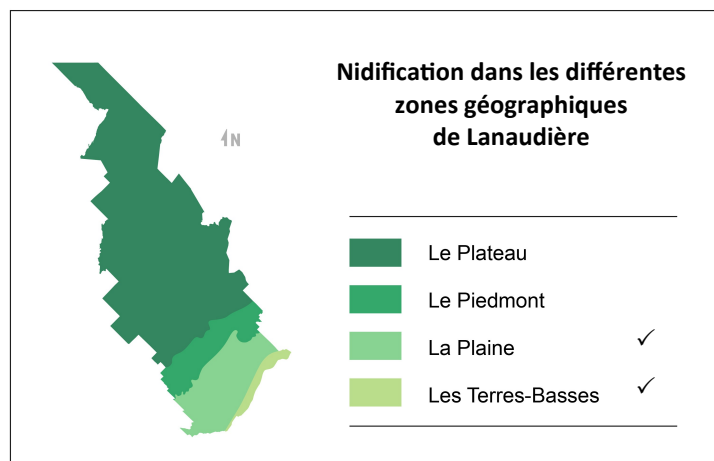 Nidification dans les différentes
zones géographiques
de Lanaudière
N
Le Plateau
Le Piedmont
La Plaine ✓
Les Terres-Basses ✓